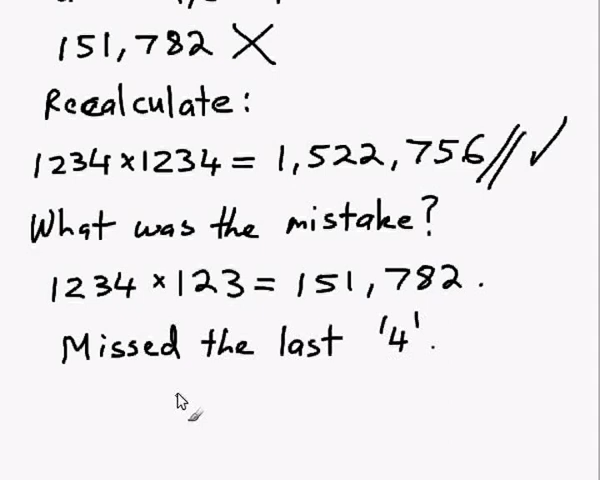 151,782 X
Recalculate:
1234×1234 = 1,522,756// ✓
What was the mistake?
1234 × 123 = 151,782.
Missed the last '4'.